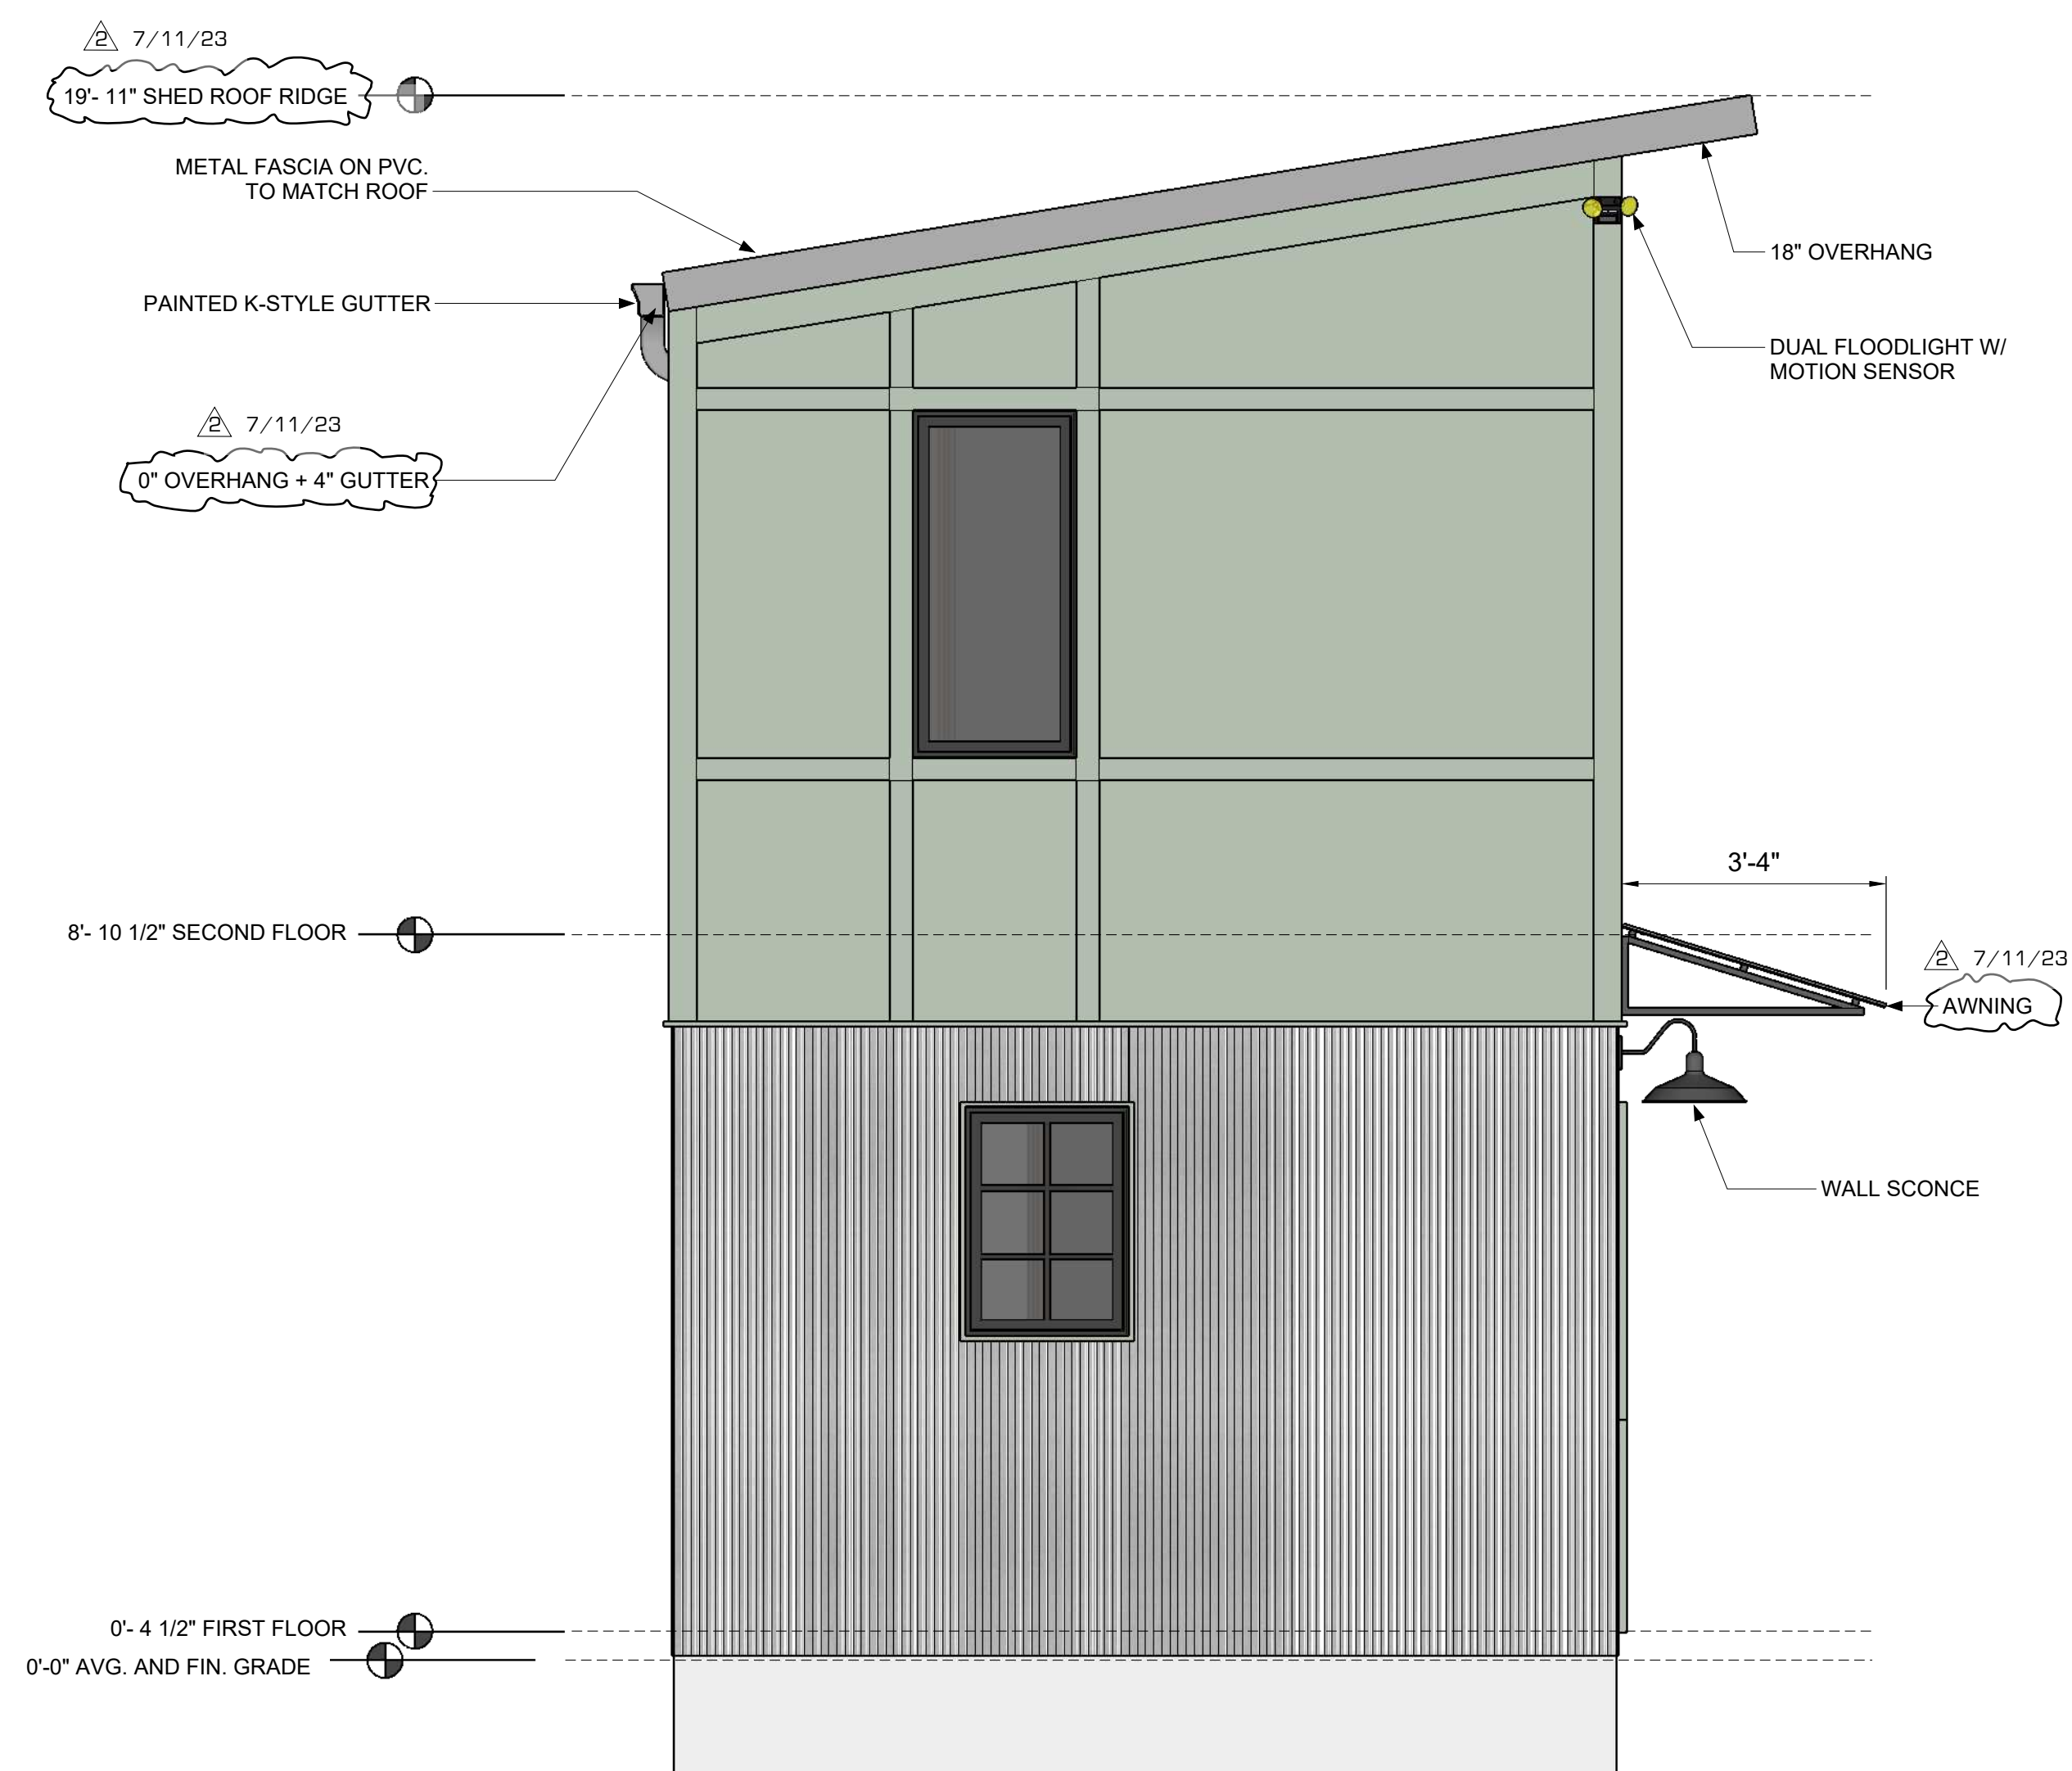 2 7/11/23
19'- 11" SHED ROOF RIDGE
METAL FASCIA ON PVC.
TO MATCH ROOF
18" OVERHANG
PAINTED K-STYLE GUTTER
DUAL FLOODLIGHT W/
MOTION SENSOR
2 7/11/23
0" OVERHANG + 4" GUTTER
3'-4"
8'- 10 1/2" SECOND FLOOR
2 7/11/23
AWNING
WALL SCONCE
0'- 4 1/2" FIRST FLOOR
0'-0" AVG. AND FIN. GRADE